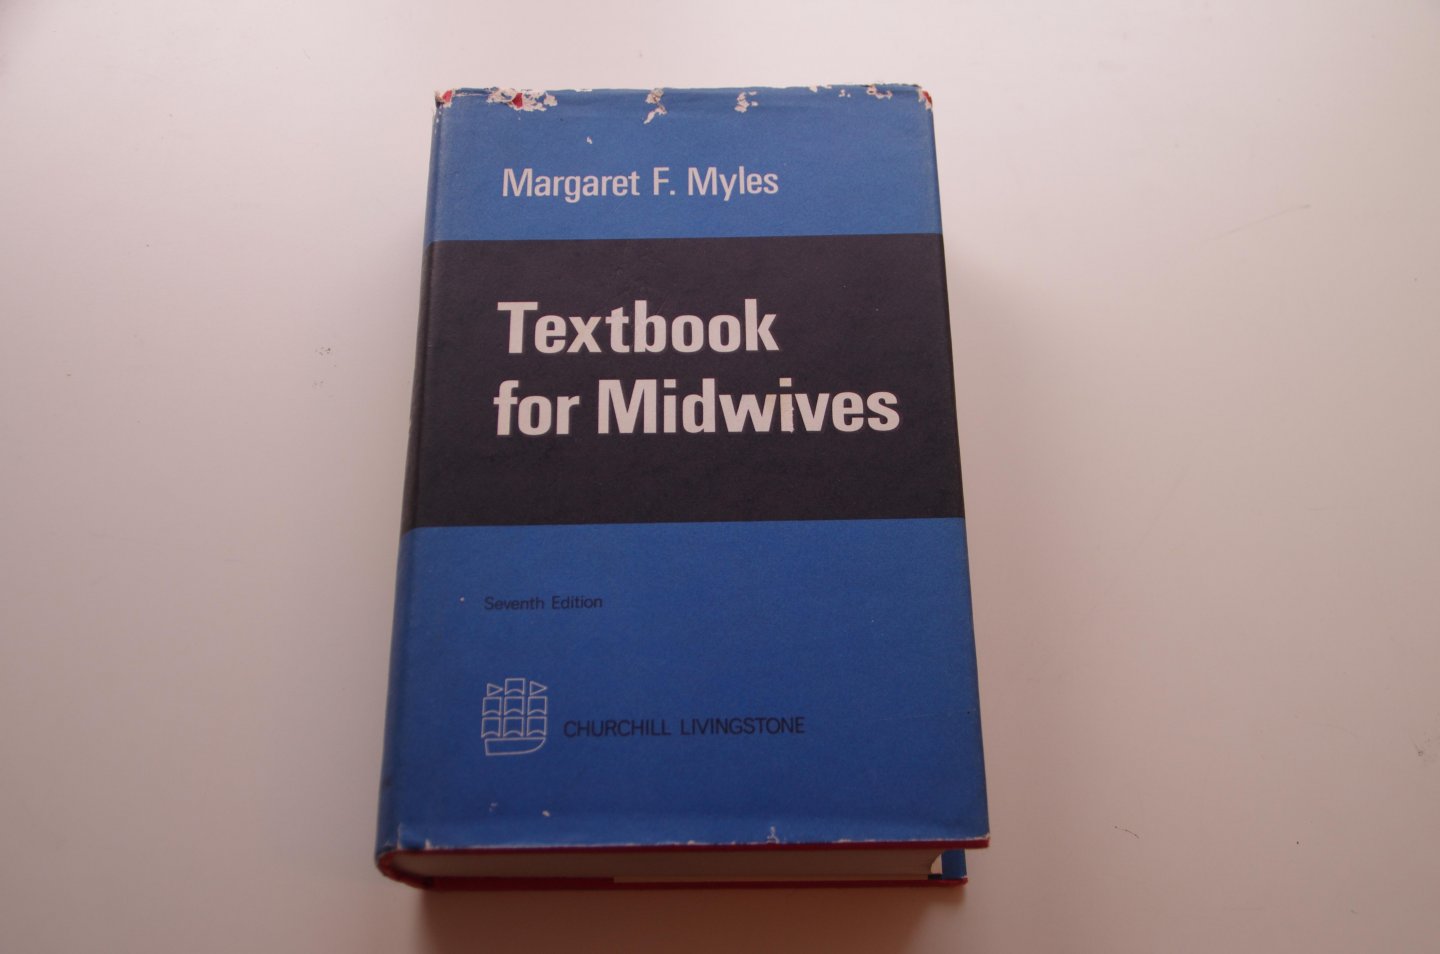 Margaret F. Myles
Textbook
for Midwives
Seventh Edition
CHURCHILL LIVINGSTONE